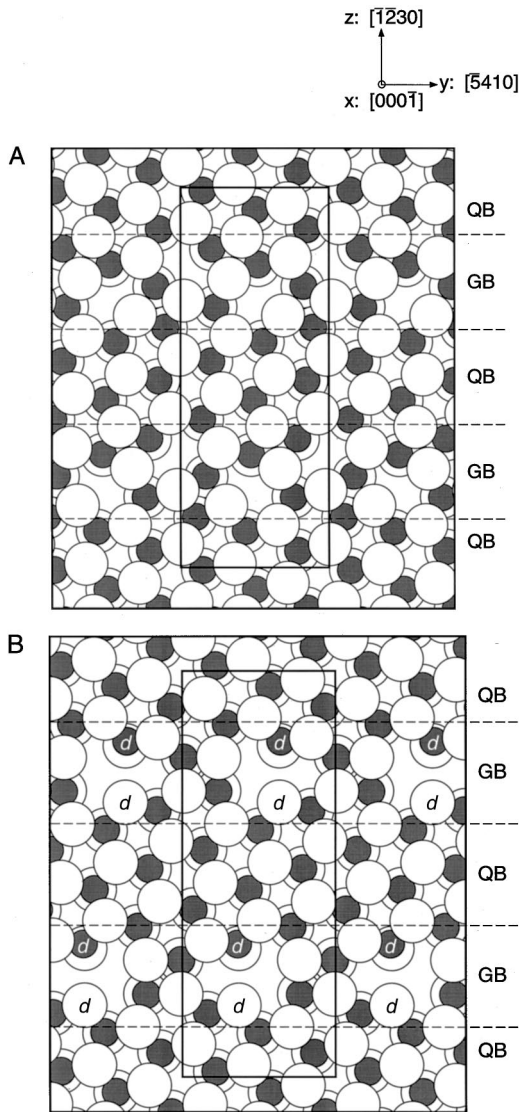 z: [1̅2̅30]
y: [5̅410]
x: [0001̅]
A
QB
GB
QB
GB
QB
B
QB
d d d
GB
d d d
QB
d d d
GB
d d d
QB